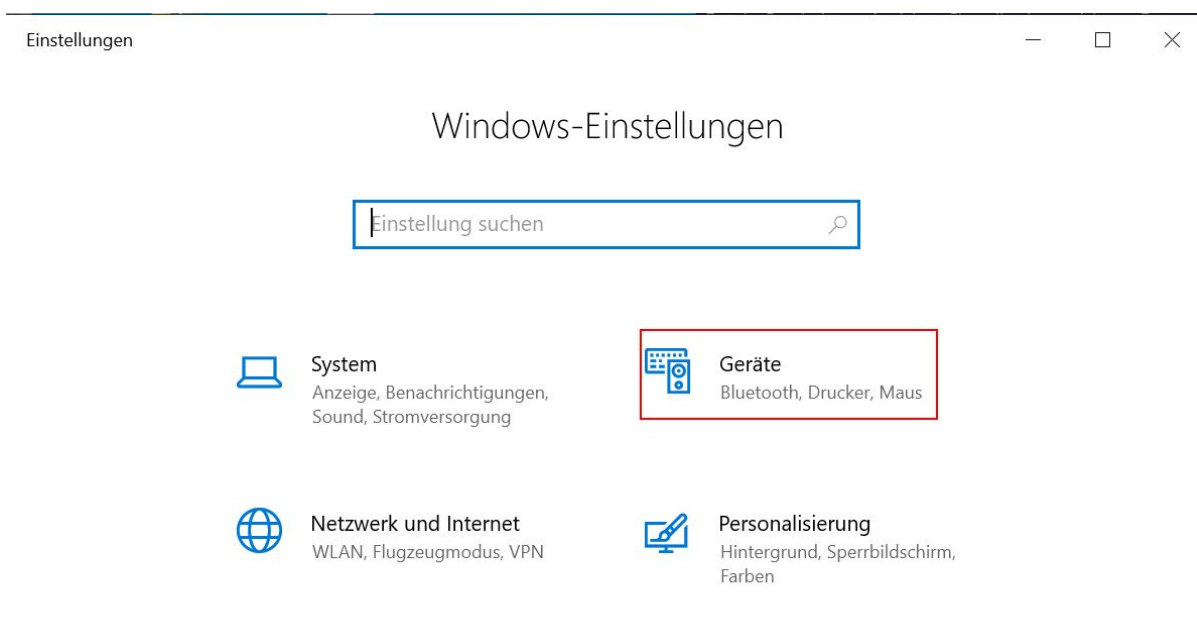 Einstellungen
Windows-Einstellungen
Einstellung suchen
System
Anzeige, Benachrichtigungen,
Sound, Stromversorgung
Geräte
Bluetooth, Drucker, Maus
Netzwerk und Internet
WLAN, Flugzeugmodus, VPN
Personalisierung
Hintergrund, Sperrbildschirm,
Farben